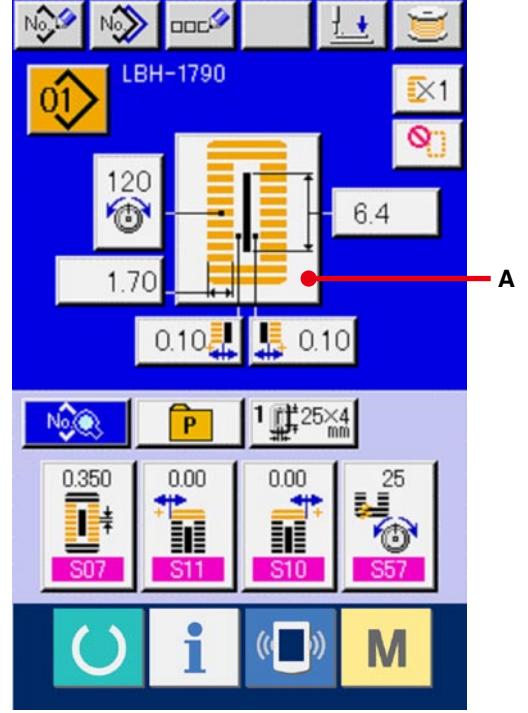 No.
No.
LBH-1790
01
×1
120
6.4
1.70
A
0.10
0.10
No.
P
1
25×4
mm
0.350
0.00
0.00
25
S07
S11
S10
S57
i
M